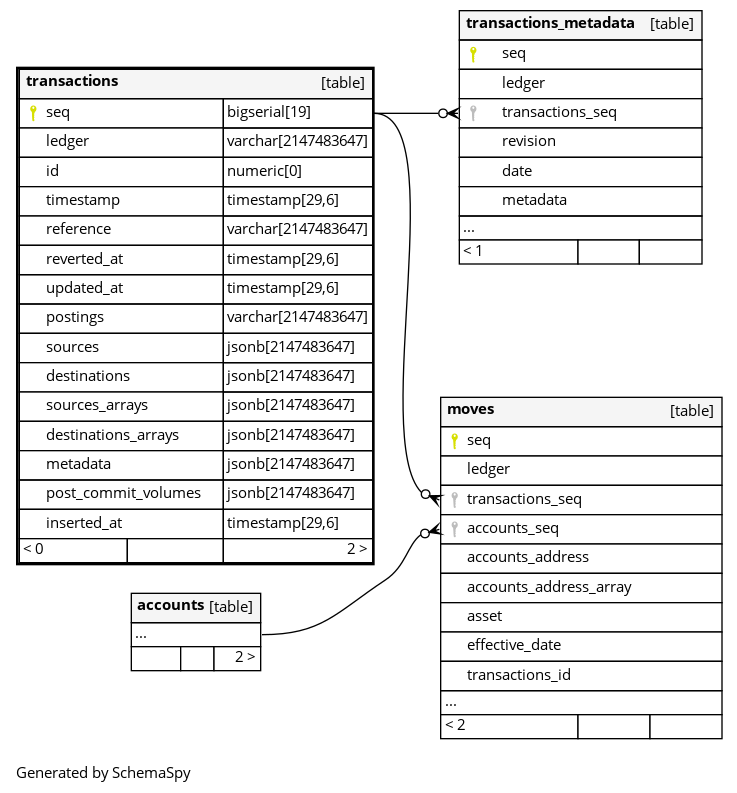 transactions [table]
seq bigserial[19]
ledger varchar[2147483647]
id numeric[0]
timestamp timestamp[29,6]
reference varchar[2147483647]
reverted_at timestamp[29,6]
updated_at timestamp[29,6]
postings varchar[2147483647]
sources jsonb[2147483647]
destinations jsonb[2147483647]
sources_arrays jsonb[2147483647]
destinations_arrays jsonb[2147483647]
metadata jsonb[2147483647]
post_commit_volumes jsonb[2147483647]
inserted_at timestamp[29,6]
< 0 2 >
transactions_metadata [table]
seq
ledger
transactions_seq
revision
date
metadata
...
< 1
moves [table]
seq
ledger
transactions_seq
accounts_seq
accounts_address
accounts_address_array
asset
effective_date
transactions_id
...
< 2
accounts [table]
...
2 >
Generated by SchemaSpy